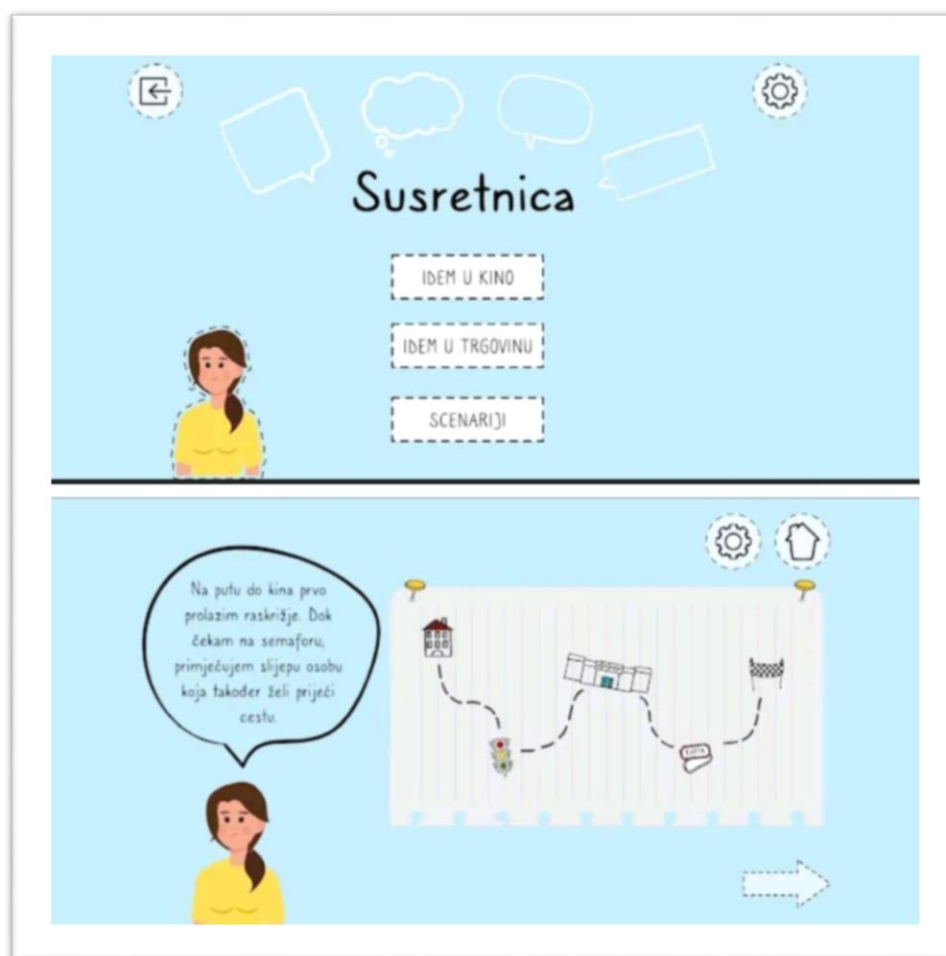 Susretnica
IDEM U KINO
IDEM U TRGOVINU
SCENARIJI
Na putu do kina prvo
prolazim raskrižje. Dok
čekam na semaforu,
primjećujem slijepu osobu
koja također želi prijeći
cestu.